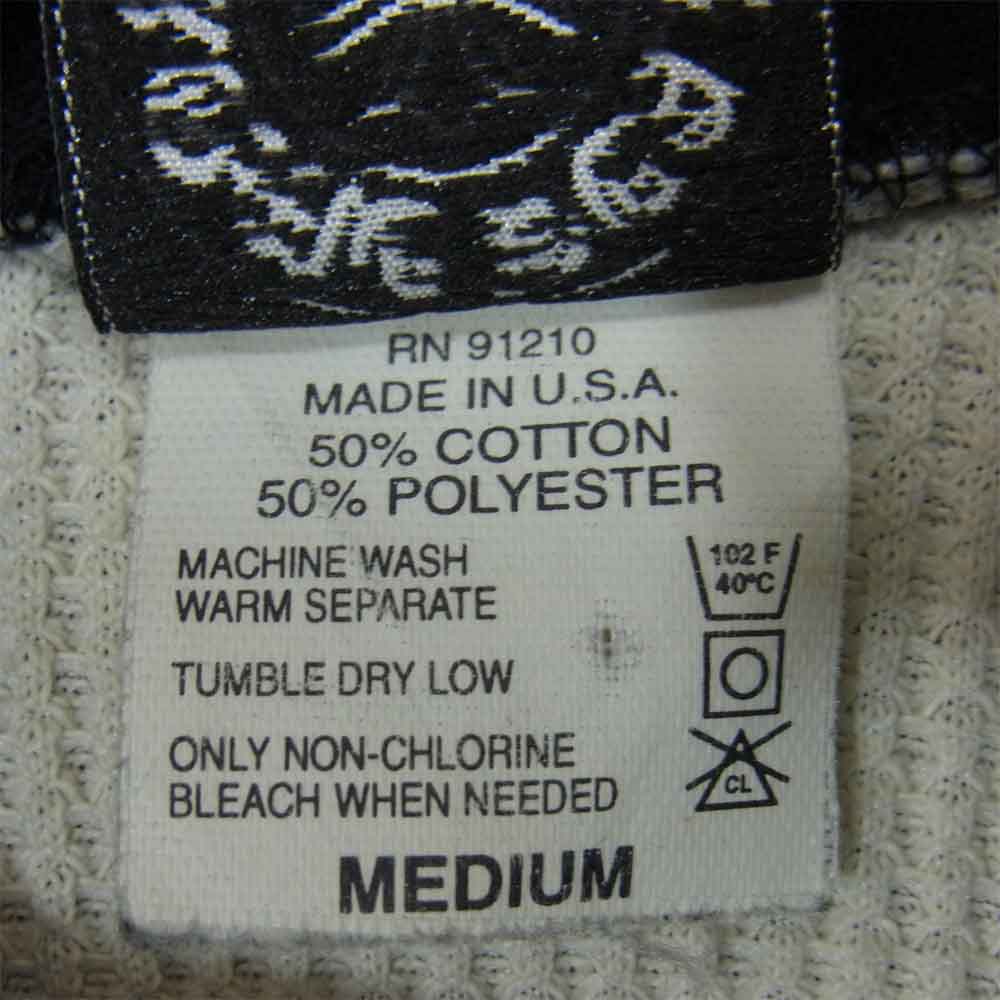 RN 91210
MADE IN U.S.A.
50% COTTON
50% POLYESTER
MACHINE WASH
WARM SEPARATE
102 F
40°C
TUMBLE DRY LOW
ONLY NON-CHLORINE
BLEACH WHEN NEEDED
CL
MEDIUM